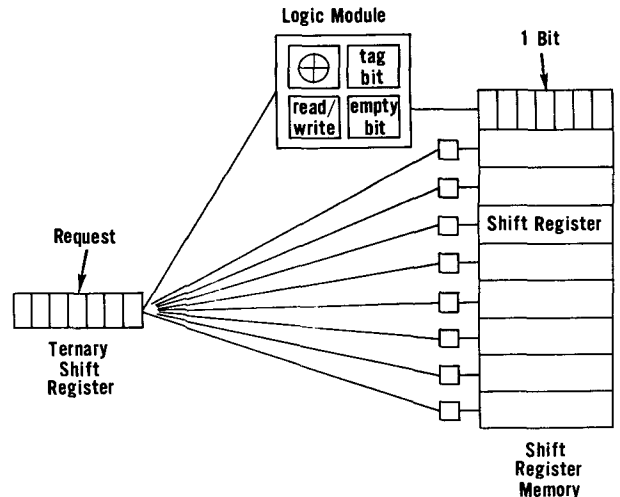 Logic Module
tag
bit
read/
write
empty
bit
1 Bit
Shift Register
Request
Ternary
Shift
Register
Shift
Register
Memory